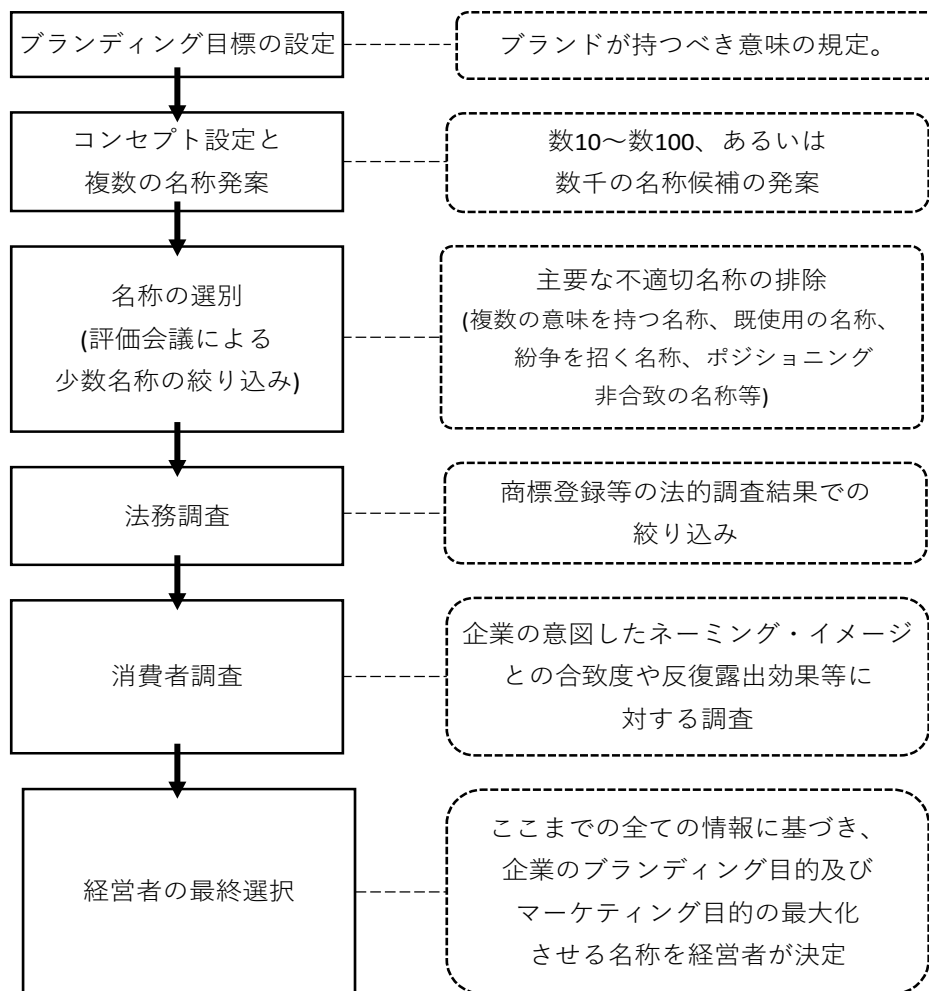 ブランディング目標の設定
ブランドが持つべき意味の規定。
コンセプト設定と
複数の名称発案
数10～数100、あるいは
数千の名称候補の発案
名称の選別
(評価会議による
少数名称の絞り込み)
主要な不適切名称の排除
(複数の意味を持つ名称、既使用の名称、
紛争を招く名称、ポジショニング
非合致の名称等)
法務調査
商標登録等の法的調査結果での
絞り込み
消費者調査
企業の意図したネーミング・イメージ
との合致度や反復露出効果等に
対する調査
経営者の最終選択
ここまでの全ての情報に基づき、
企業のブランディング目的及び
マーケティング目的の最大化
させる名称を経営者が決定